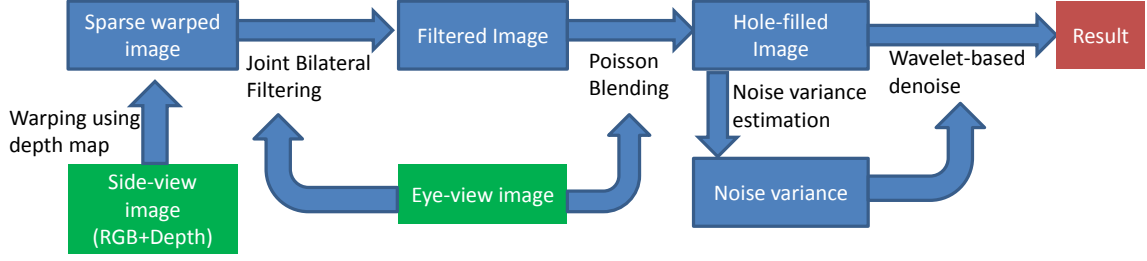 Sparse warped
image
Filtered Image
Hole-filled
Image
Result
Joint Bilateral
Filtering
Poisson
Blending
Wavelet-based
denoise
Warping using
depth map
Noise variance
estimation
Side-view
image
(RGB+Depth)
Eye-view image
Noise variance